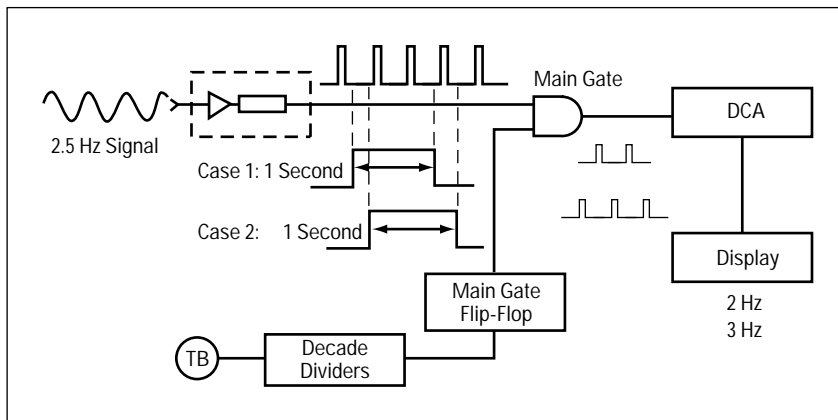 Main Gate
DCA
2.5 Hz Signal
Case 1: 1 Second
Case 2: 1 Second
Display
2 Hz
3 Hz
Main Gate
Flip-Flop
TB
Decade
Dividers